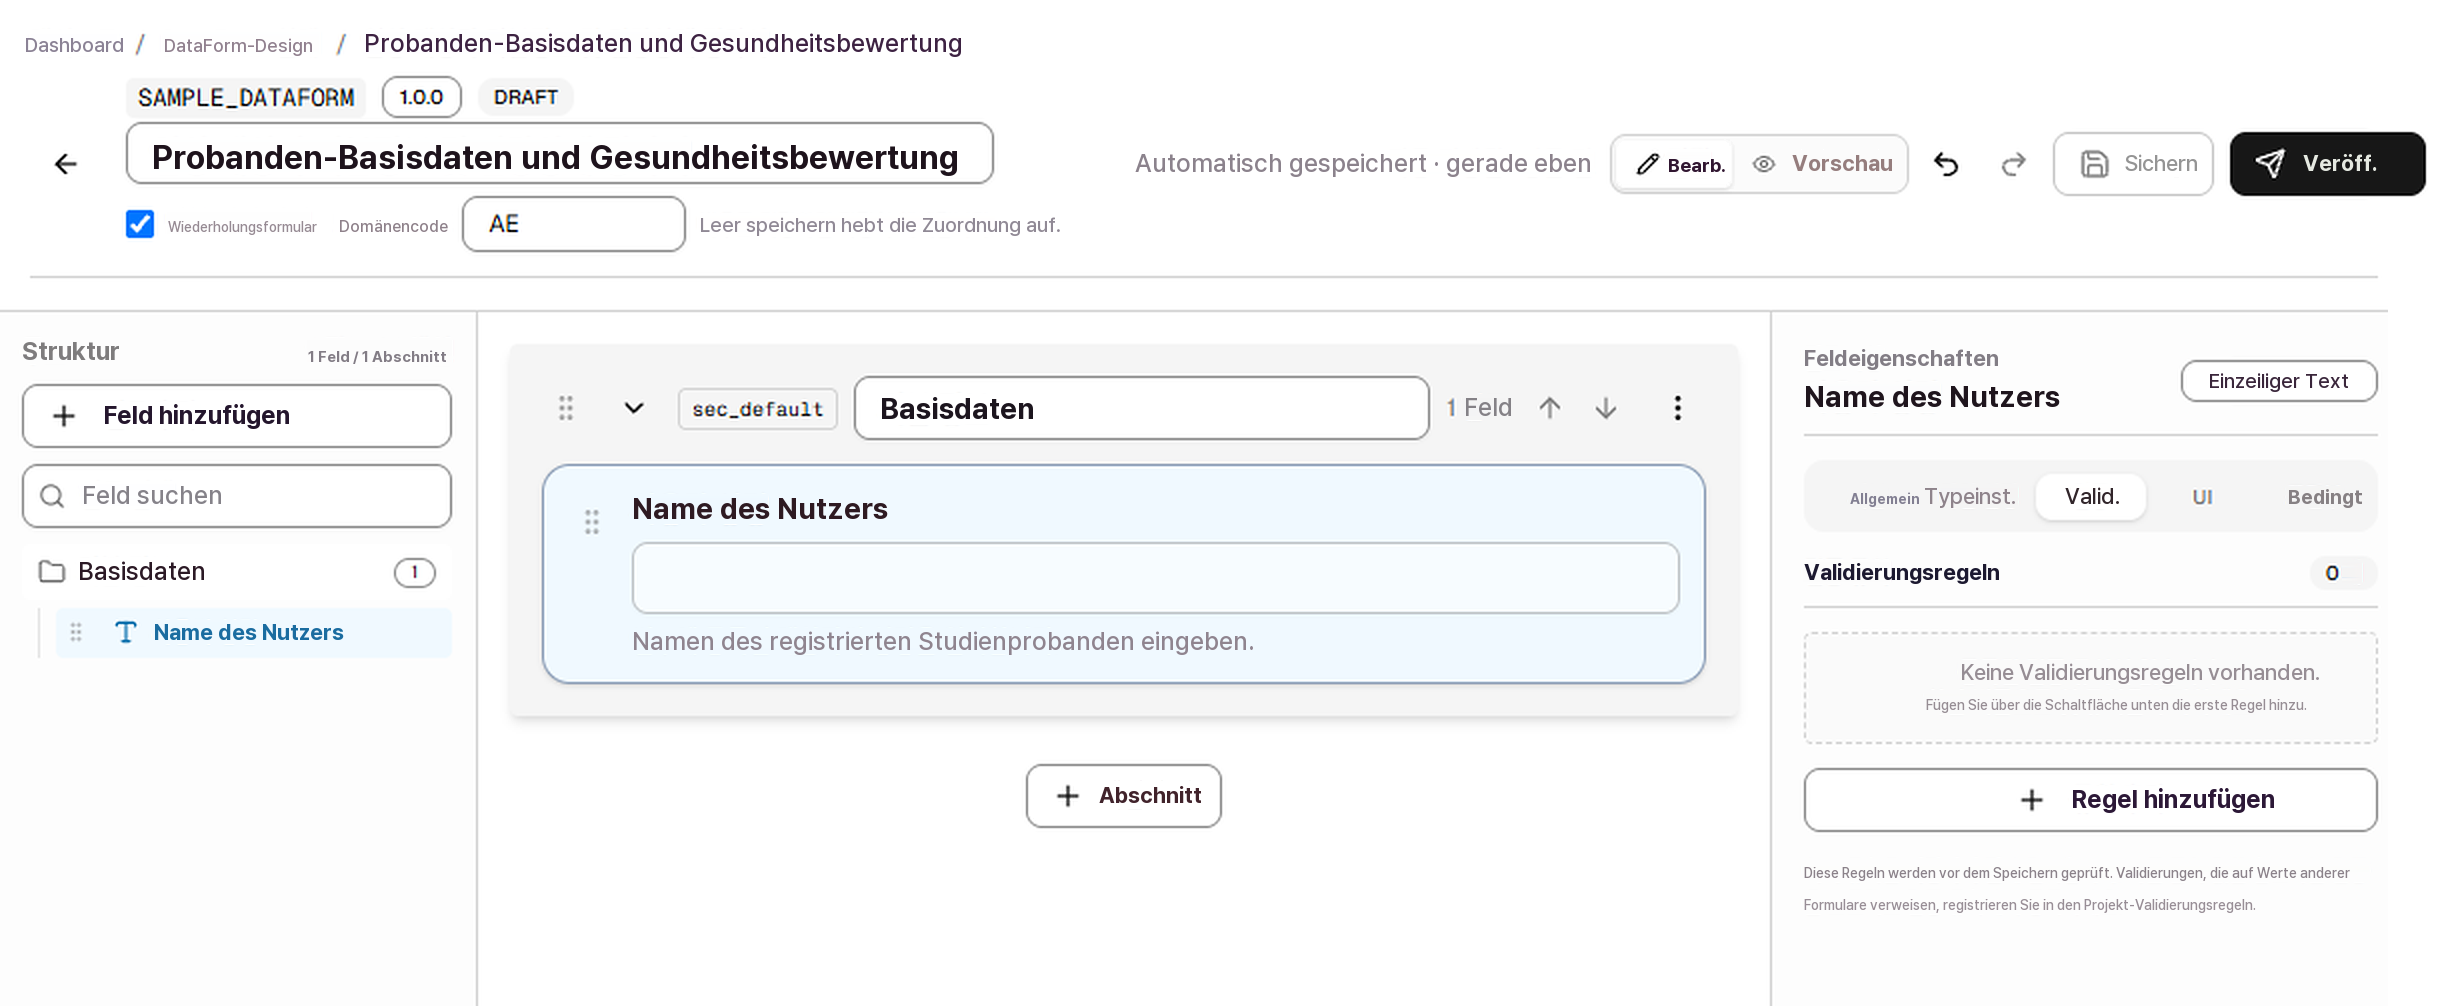 Dashboard / DataForm-Design / Probanden-Basisdaten und Gesundheitsbewertung
SAMPLE_DATAFORM 1.0.0 DRAFT
Probanden-Basisdaten und Gesundheitsbewertung
Automatisch gespeichert · gerade eben Bearb. Vorschau Sichern Veröff.
Wiederholungsformular Domänencode AE Leer speichern hebt die Zuordnung auf.
Struktur 1 Feld / 1 Abschnitt
Feld hinzufügen
Feld suchen
Basisdaten 1
Name des Nutzers
sec_default Basisdaten 1 Feld
Name des Nutzers
Namen des registrierten Studienprobanden eingeben.
Abschnitt
Feldeigenschaften
Name des Nutzers Einzeiliger Text
Allgemein Typeinst. Valid. UI Bedingt
Validierungsregeln 0
Keine Validierungsregeln vorhanden.
Fügen Sie über die Schaltfläche unten die erste Regel hinzu.
Regel hinzufügen
Diese Regeln werden vor dem Speichern geprüft. Validierungen, die auf Werte anderer
Formulare verweisen, registrieren Sie in den Projekt-Validierungsregeln.